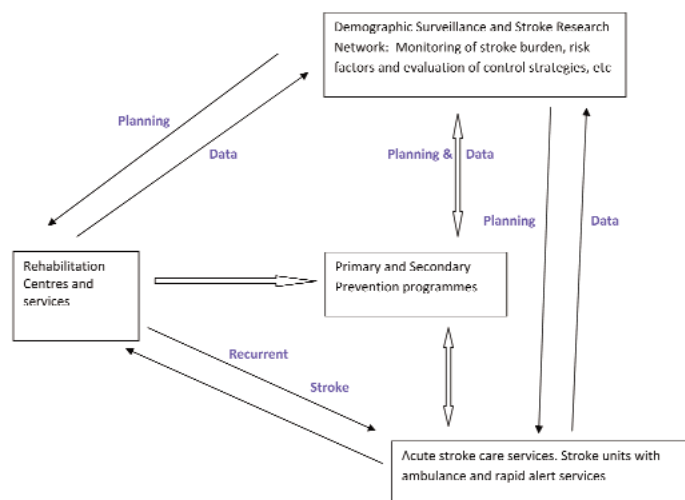 Demographic Surveillance and Stroke Research
Network: Monitoring of stroke burden, risk
factors and evaluation of control strategies, etc
Planning
Data
Planning & Data
Planning
Data
Rehabilitation
Centres and
services
Primary and Secondary
Prevention programmes
Recurrent
Stroke
Acute stroke care services. Stroke units with
ambulance and rapid alert services